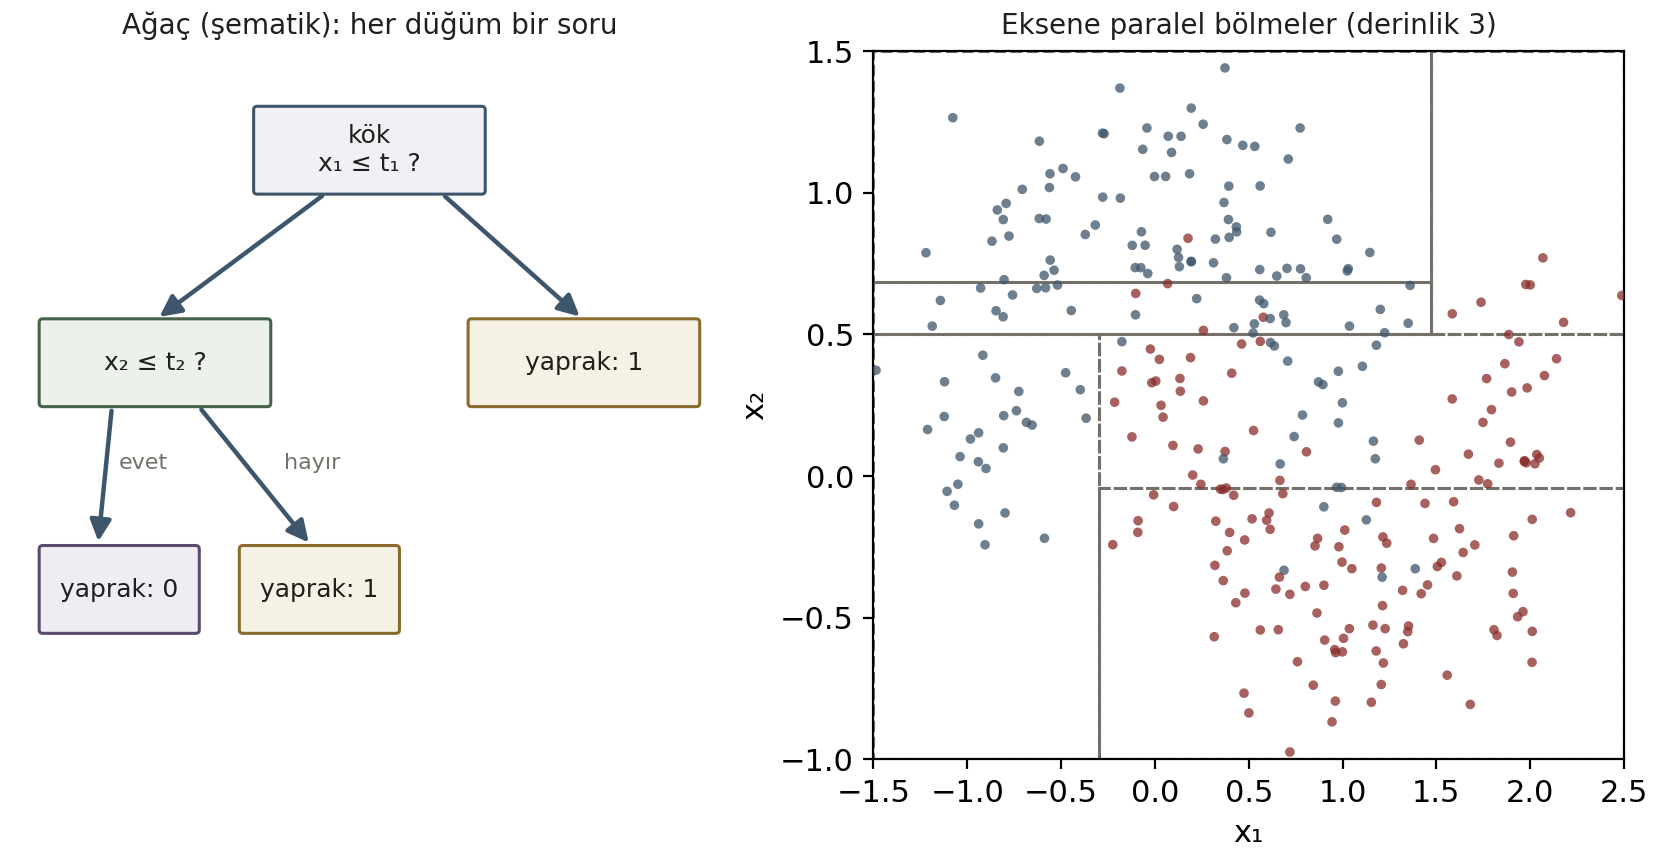 Ağaç (şematik): her düğüm bir soru
kök
x₁ ≤ t₁ ?
x₂ ≤ t₂ ?
yaprak: 1
evet
hayır
yaprak: 0
yaprak: 1
Eksene paralel bölmeler (derinlik 3)
1.5
1.0
0.5
0.0
−0.5
−1.0
x₂
−1.5 −1.0 −0.5 0.0 0.5 1.0 1.5 2.0 2.5
x₁